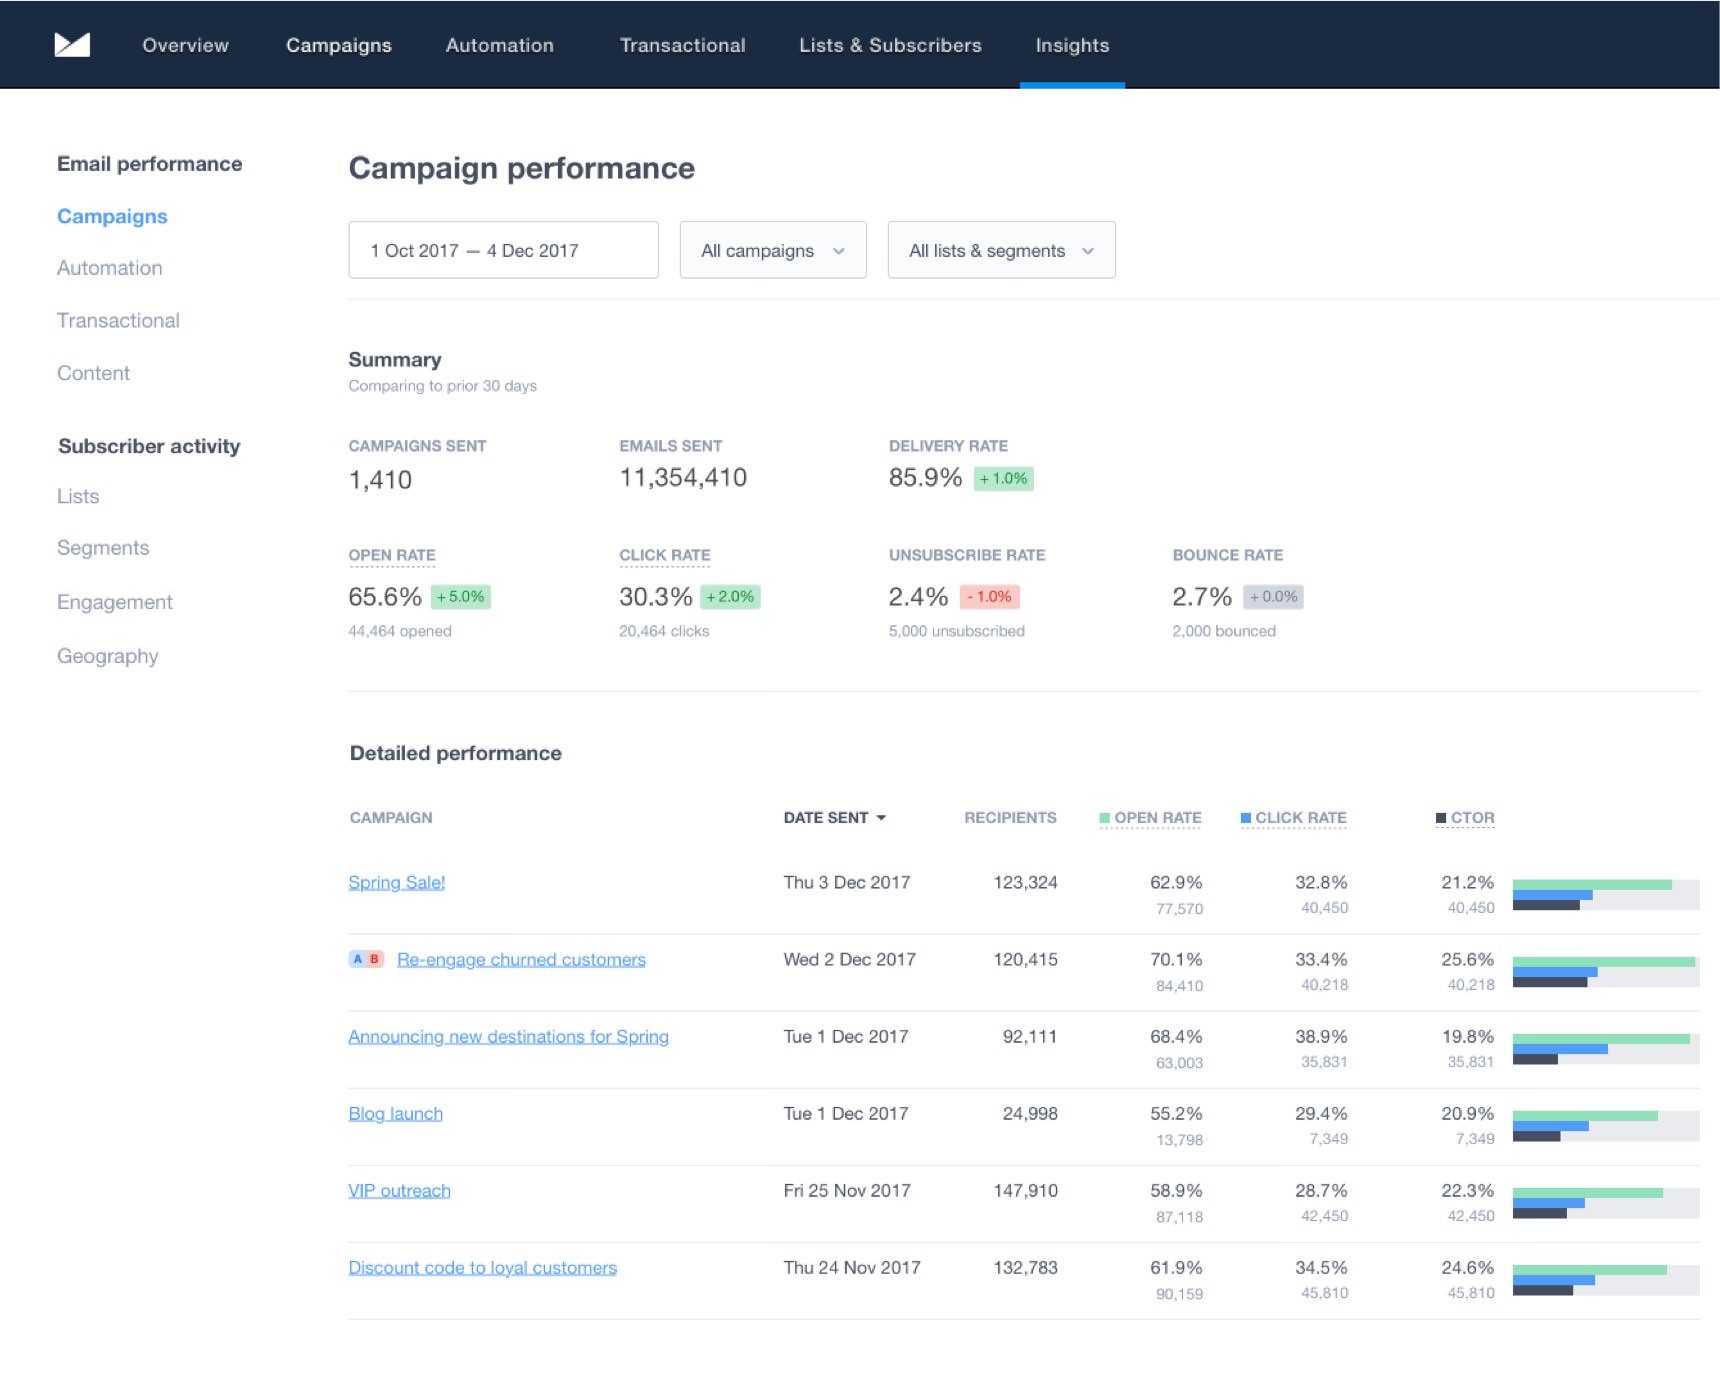 Overview Campaigns Automation Transactional Lists & Subscribers Insights
Email performance
Campaigns
Automation
Transactional
Content
Subscriber activity
Lists
Segments
Engagement
Geography
Campaign performance
1 Oct 2017 — 4 Dec 2017 All campaigns All lists & segments
Summary
Comparing to prior 30 days
CAMPAIGNS SENT EMAILS SENT DELIVERY RATE
1,410 11,354,410 85.9% + 1.0%
OPEN RATE CLICK RATE UNSUBSCRIBE RATE BOUNCE RATE
65.6% + 5.0% 30.3% + 2.0% 2.4% - 1.0% 2.7% + 0.0%
44,464 opened 20,464 clicks 5,000 unsubscribed 2,000 bounced
Detailed performance
CAMPAIGN DATE SENT RECIPIENTS OPEN RATE CLICK RATE CTOR
Spring Sale! Thu 3 Dec 2017 123,324 62.9% 32.8% 21.2%
77,570 40,450 40,450
A B Re-engage churned customers Wed 2 Dec 2017 120,415 70.1% 33.4% 25.6%
84,410 40,218 40,218
Announcing new destinations for Spring Tue 1 Dec 2017 92,111 68.4% 38.9% 19.8%
63,003 35,831 35,831
Blog launch Tue 1 Dec 2017 24,998 55.2% 29.4% 20.9%
13,798 7,349 7,349
VIP outreach Fri 25 Nov 2017 147,910 58.9% 28.7% 22.3%
87,118 42,450 42,450
Discount code to loyal customers Thu 24 Nov 2017 132,783 61.9% 34.5% 24.6%
90,159 45,810 45,810